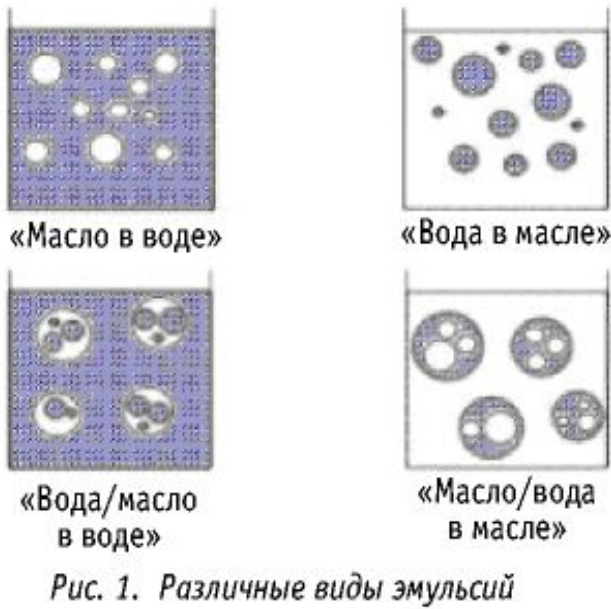 «Масло в воде»
«Вода в масле»
«Вода/масло
в воде»
«Масло/вода
в масле»
Рис. 1. Различные виды эмульсий